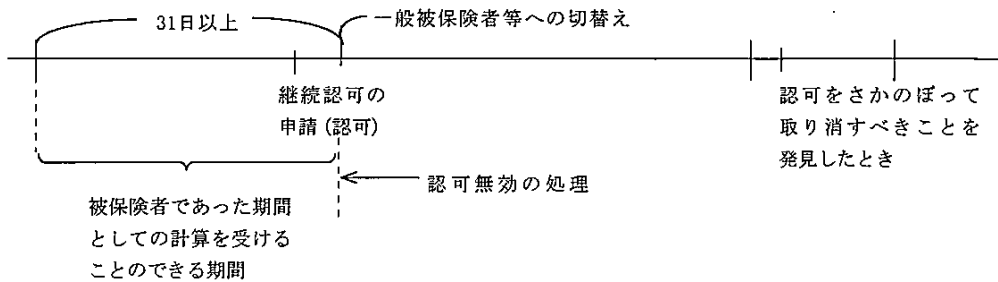 31日以上
一般被保険者等への切替え
継続認可の
申請(認可)
認可をさかのぼって
取り消すべきことを
発見したとき
認可無効の処理
被保険者であった期間
としての計算を受ける
ことのできる期間